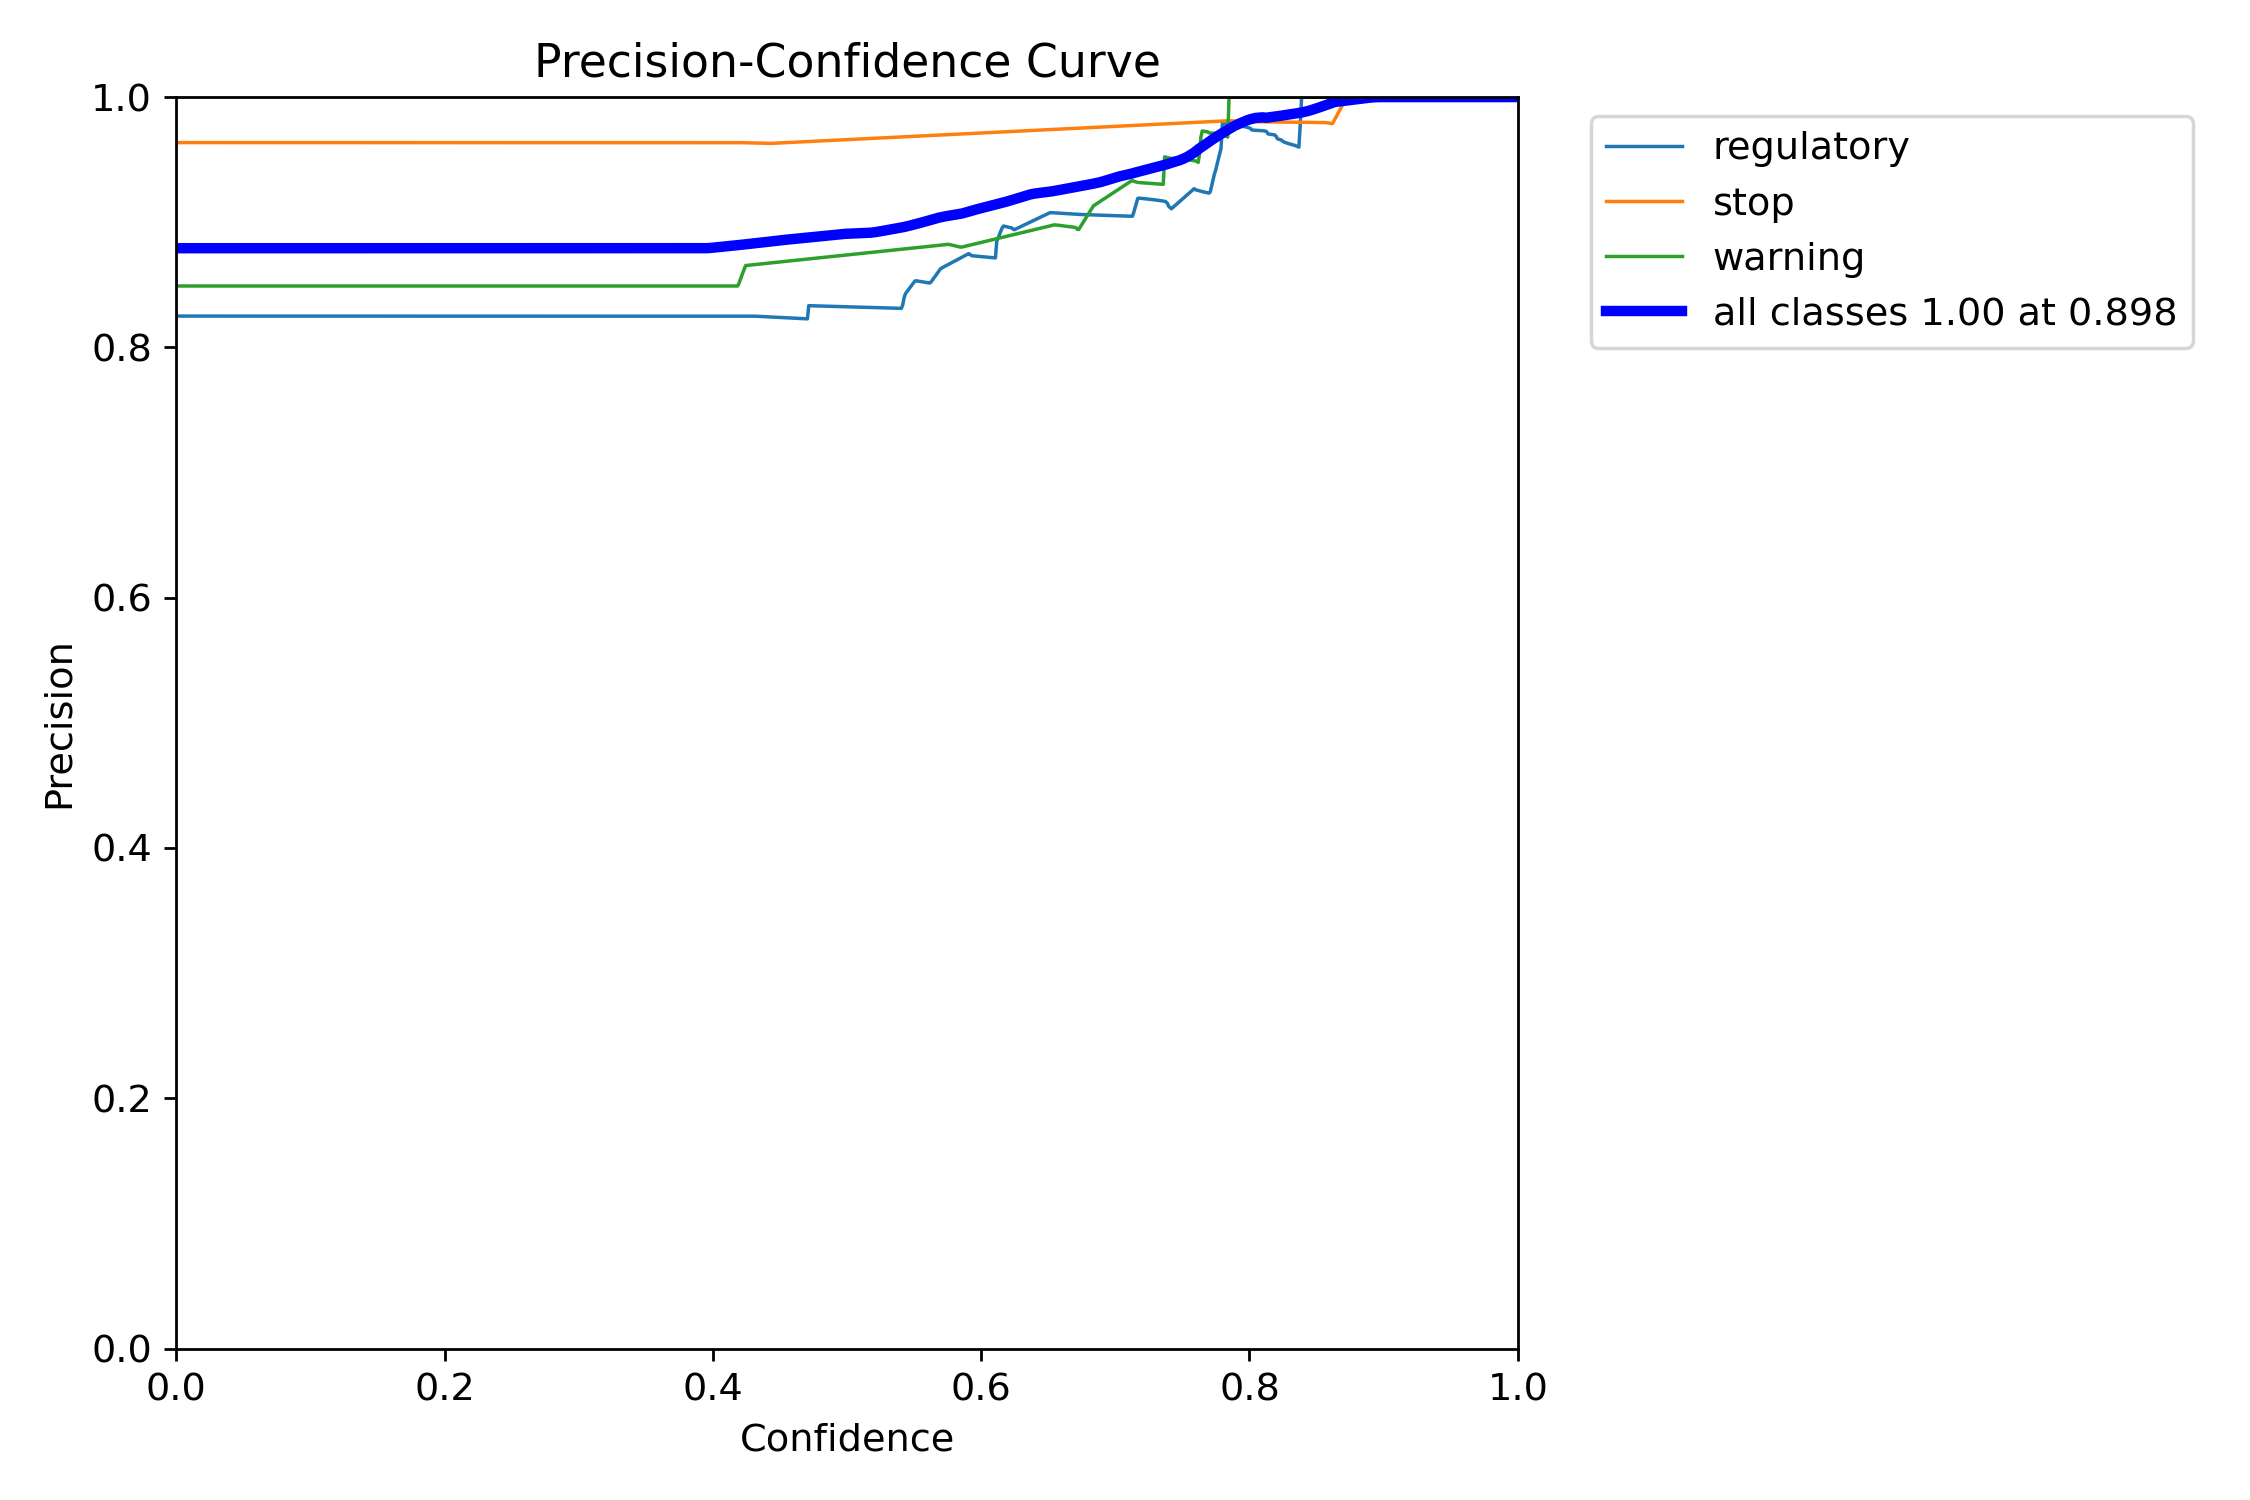 Precision-Confidence Curve
1.0
0.8
0.6
0.4
0.2
0.0
Precision
0.0 0.2 0.4 0.6 0.8 1.0
Confidence
regulatory
stop
warning
all classes 1.00 at 0.898